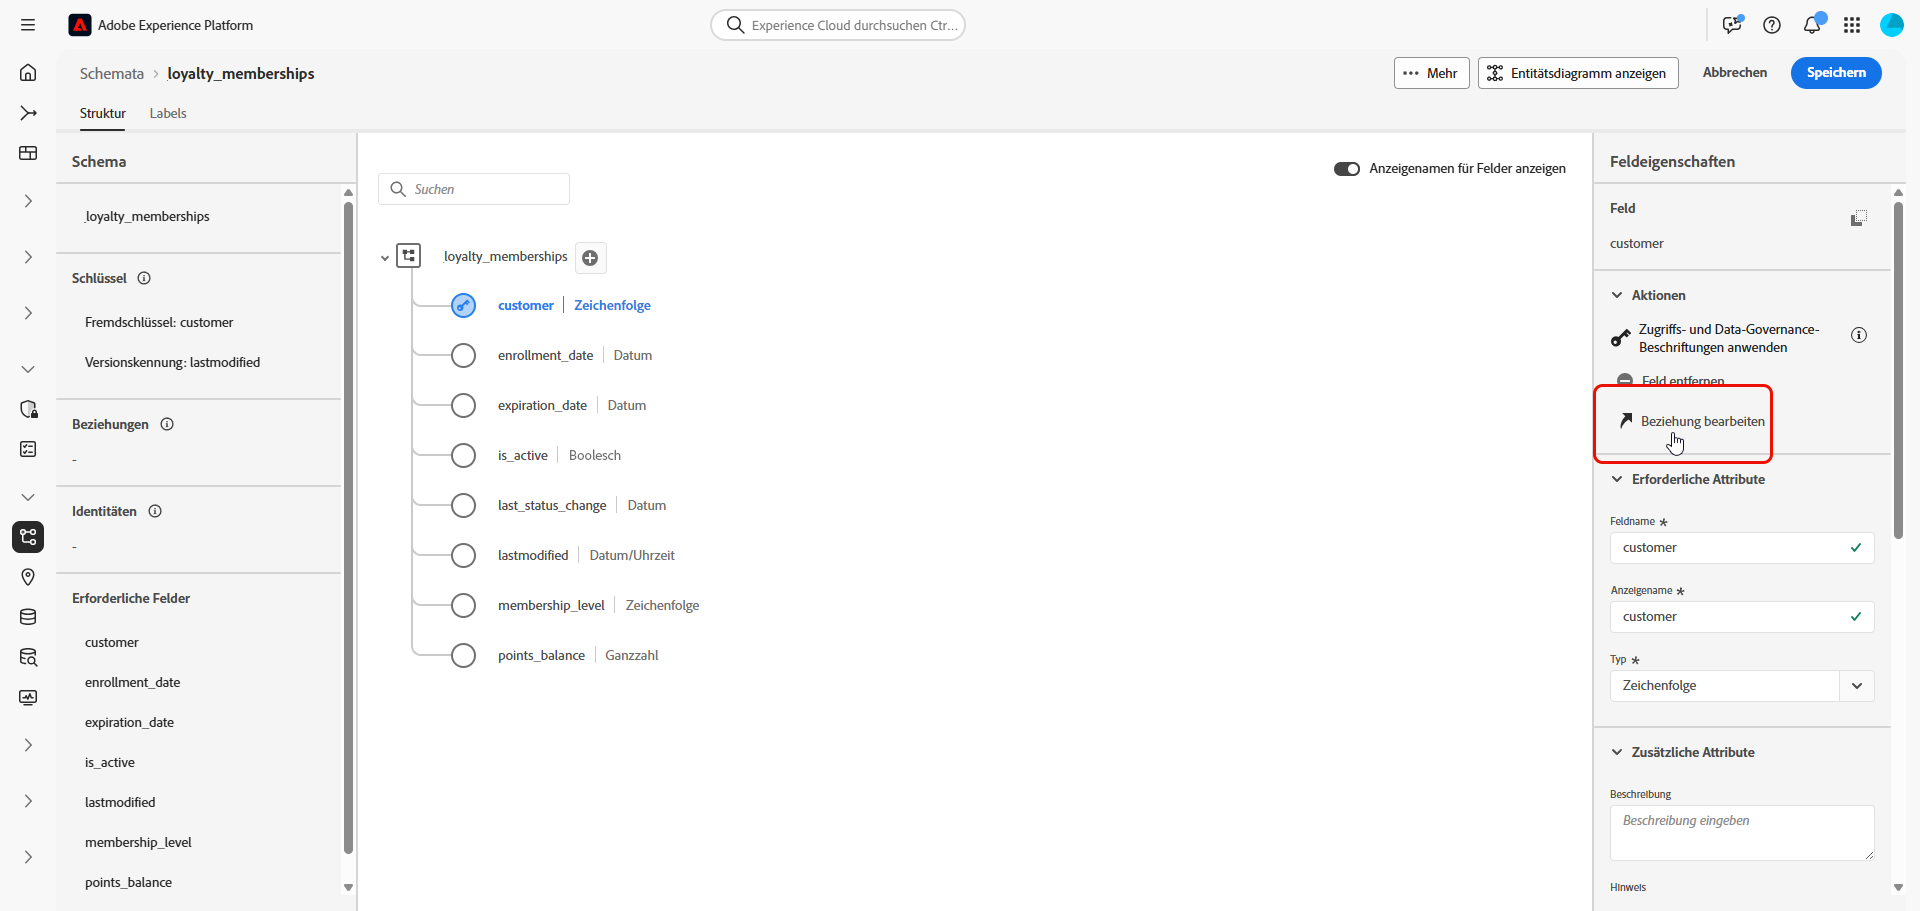 Adobe Experience Platform
Experience Cloud durchsuchen Ctr...
Schemata
loyalty_memberships
Mehr
Entitätsdiagramm anzeigen
Abbrechen
Speichern
Struktur
Labels
Schema
loyalty_memberships
Schlüssel
Fremdschlüssel: customer
Versionskennung: lastmodified
Beziehungen
-
Identitäten
-
Erforderliche Felder
customer
enrollment_date
expiration_date
is_active
lastmodified
membership_level
points_balance
Anzeigenamen für Felder anzeigen
Suchen
loyalty_memberships
customer Zeichenfolge
enrollment_date Datum
expiration_date Datum
is_active Boolesch
last_status_change Datum
lastmodified Datum/Uhrzeit
membership_level Zeichenfolge
points_balance Ganzzahl
Feldeigenschaften
Feld
customer
Aktionen
Zugriffs- und Data-Governance-
Beschriftungen anwenden
Feld entfernen
Beziehung bearbeiten
Erforderliche Attribute
Feldname *
customer
Anzeigename *
customer
Typ *
Zeichenfolge
Zusätzliche Attribute
Beschreibung
Beschreibung eingeben
Hinweis